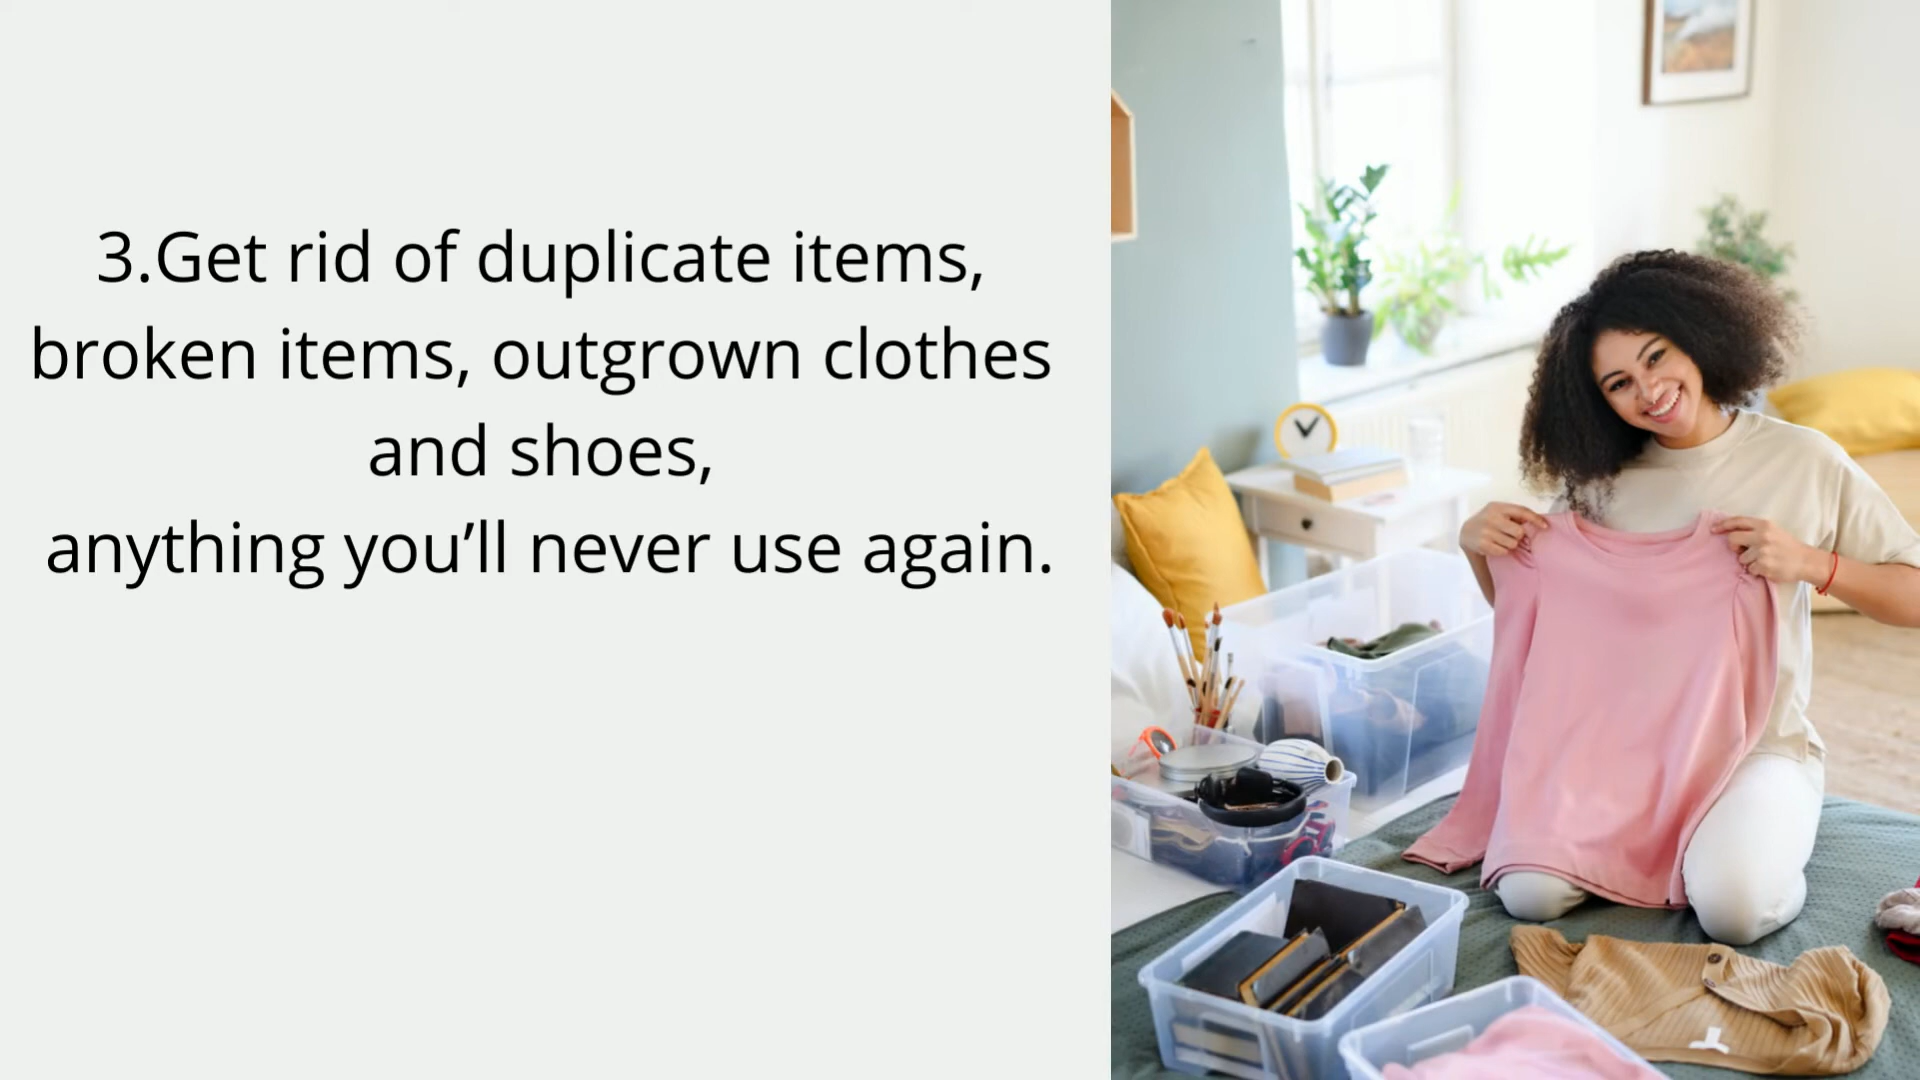 3.Get rid of duplicate items,
broken items, outgrown clothes
and shoes,
anything you’ll never use again.